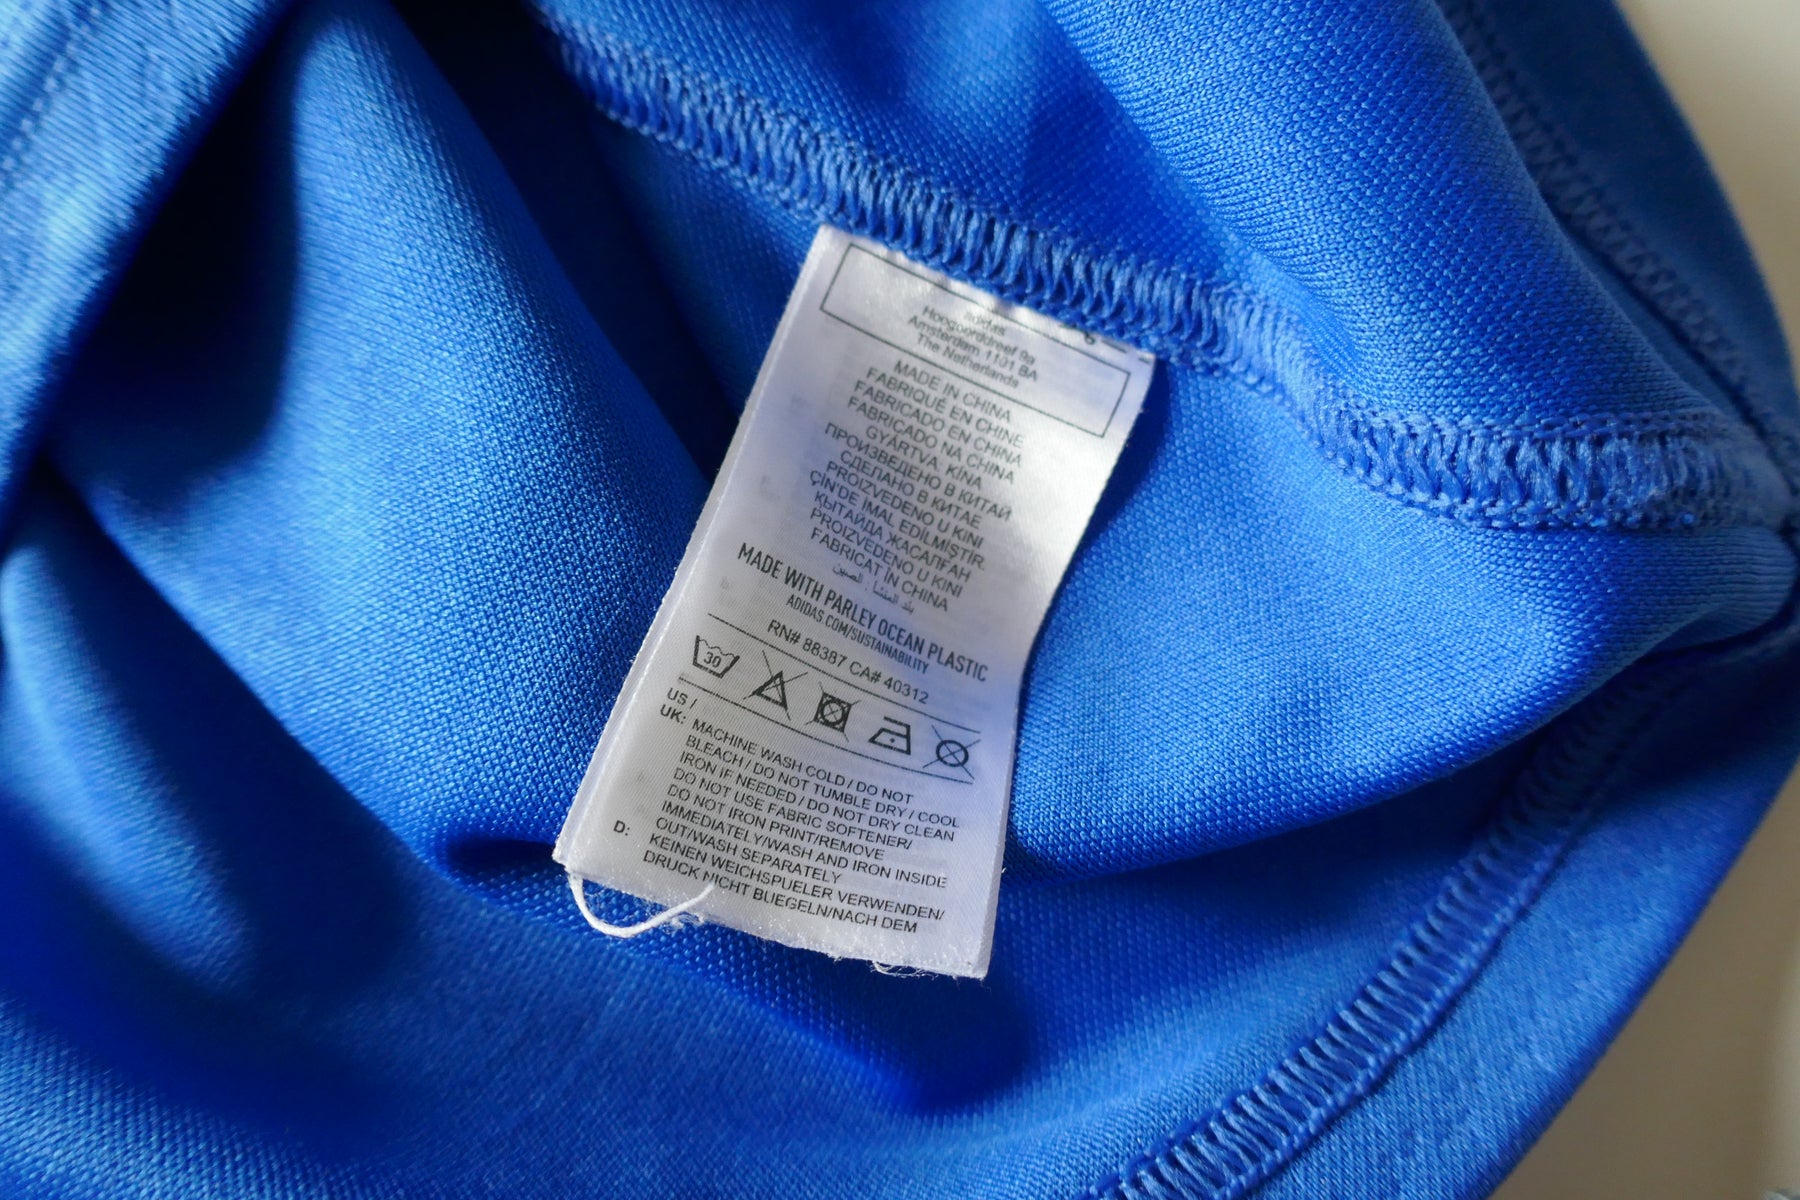 adidas
Hoogoorddreef 9a
Amsterdam 1101 BA
The Netherlands
MADE IN CHINA
FABRIQUÉ EN CHINE
FABRICADO EN CHINA
FABRICADO NA CHINA
GYÁRTVA: KÍNA
ПРОИЗВЕДЕНО В КИТАЙ
СДЕЛАНО В КИТАЕ
PROIZVEDENO U KINI
ÇİN'DE İMAL EDİLMİŞTİR.
ҚЫТАЙДА ЖАСАЛҒАН
PROIZVEDENO U KINI
FABRICAT ÎN CHINA
بلد المنشأ : الصين
MADE WITH PARLEY OCEAN PLASTIC
ADIDAS.COM/SUSTAINABILITY
RN# 88387 CA# 40312
30
US /
UK: MACHINE WASH COLD / DO NOT
BLEACH / DO NOT TUMBLE DRY / COOL
IRON IF NEEDED / DO NOT DRY CLEAN
DO NOT USE FABRIC SOFTENER/
DO NOT IRON PRINT/REMOVE
IMMEDIATELY/WASH AND IRON INSIDE
OUT/WASH SEPARATELY
D: KEINEN WEICHSPUELER VERWENDEN/
DRUCK NICHT BUEGELN/NACH DEM